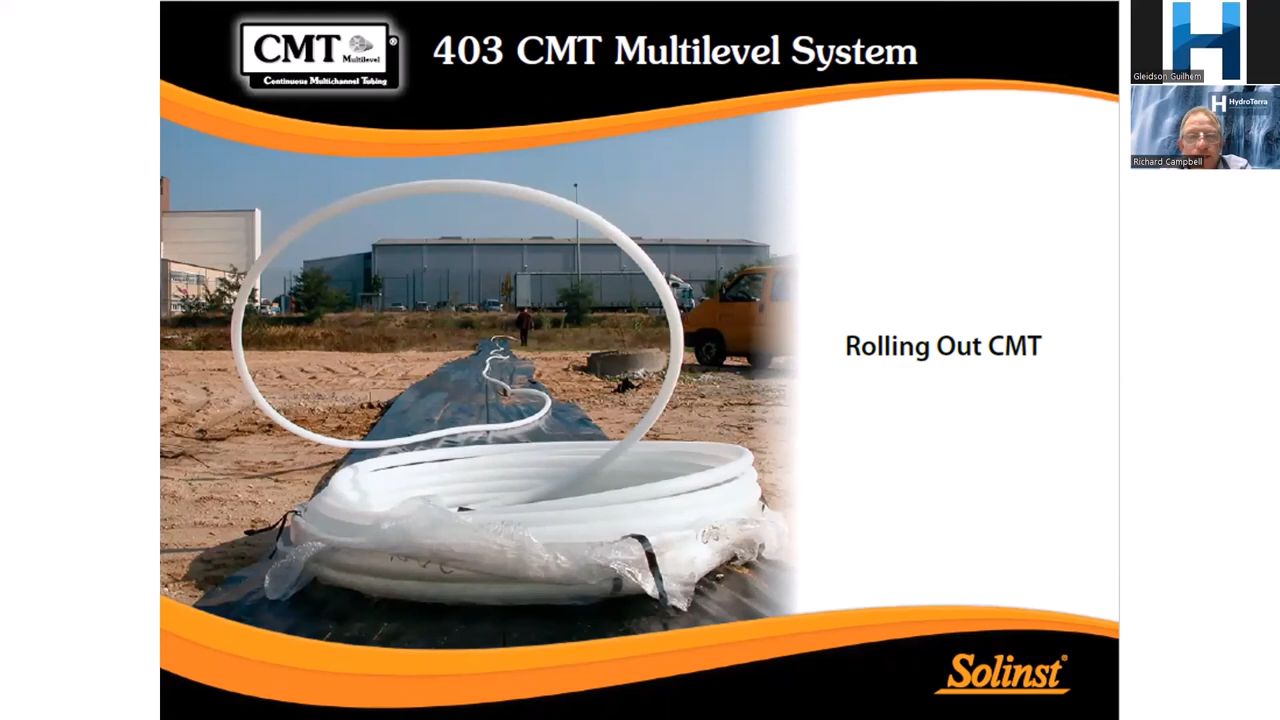 CMT
Multilevel
®
Continuous Multichannel Tubing
403 CMT Multilevel System
Rolling Out CMT
Solinst®
Gleidson Guilhem
HydroTerra
Richard Campbell